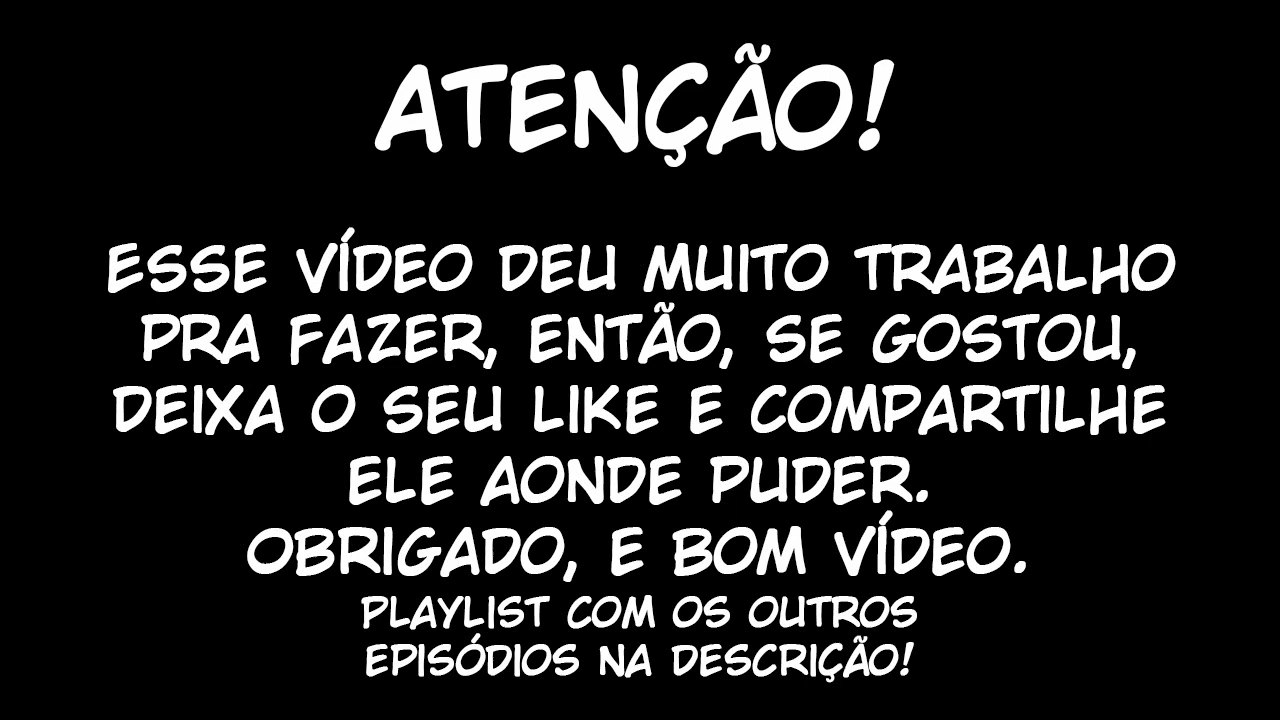 ATENÇÃO!
ESSE VÍDEO DEU MUITO TRABALHO
PRA FAZER, ENTÃO, SE GOSTOU,
DEIXA O SEU LIKE E COMPARTILHE
ELE AONDE PUDER.
OBRIGADO, E BOM VÍDEO.
PLAYLIST COM OS OUTROS
EPISÓDIOS NA DESCRIÇÃO!